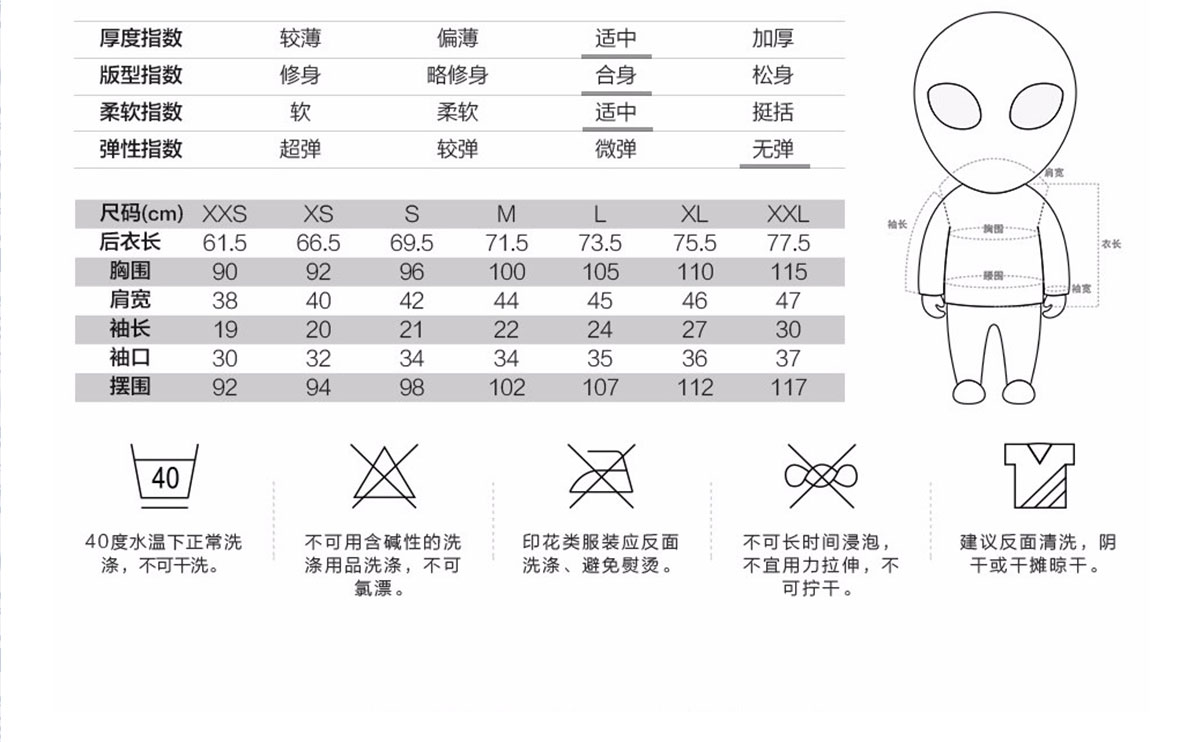 厚度指数 较薄 偏薄 适中 加厚
版型指数 修身 略修身 合身 松身
柔软指数 软 柔软 适中 挺括
弹性指数 超弹 较弹 微弹 无弹
尺码(cm) XXS XS S M L XL XXL
后衣长 61.5 66.5 69.5 71.5 73.5 75.5 77.5
胸围 90 92 96 100 105 110 115
肩宽 38 40 42 44 45 46 47
袖长 19 20 21 22 24 27 30
袖口 30 32 34 34 35 36 37
摆围 92 94 98 102 107 112 117
肩宽
袖长
胸围
衣长
腰围
袖宽
40
40度水温下正常洗
涤，不可干洗。
不可用含碱性的洗
涤用品洗涤，不可
氯漂。
印花类服装应反面
洗涤、避免熨烫。
不可长时间浸泡，
不宜用力拉伸，不
可拧干。
建议反面清洗，阴
干或干摊晾干。